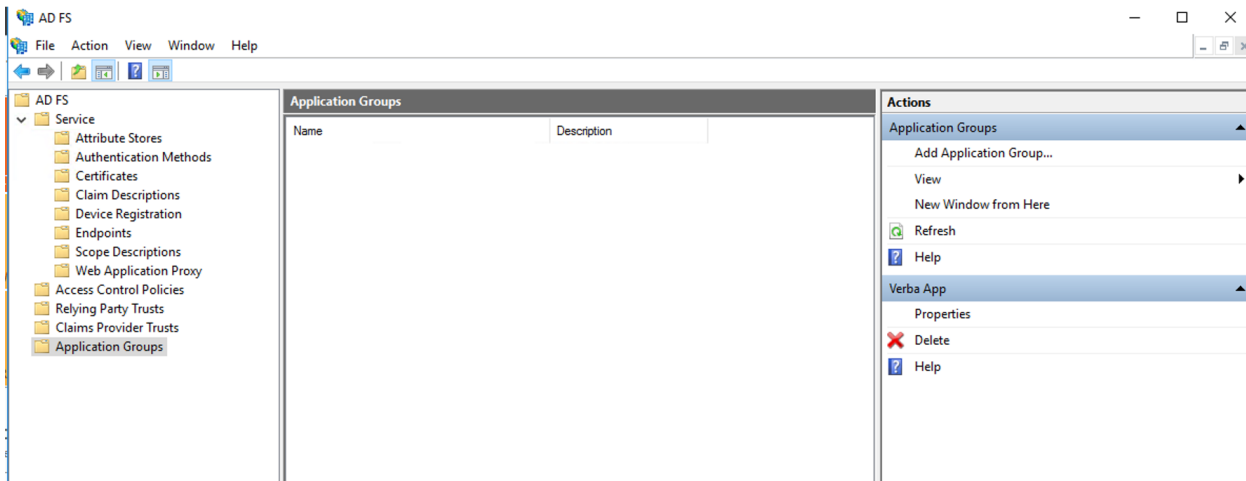 AD FS
File Action View Window Help
AD FS
Service
Attribute Stores
Authentication Methods
Certificates
Claim Descriptions
Device Registration
Endpoints
Scope Descriptions
Web Application Proxy
Access Control Policies
Relying Party Trusts
Claims Provider Trusts
Application Groups
Application Groups
Name Description
Actions
Application Groups
Add Application Group...
View
New Window from Here
Refresh
Help
Verba App
Properties
Delete
Help